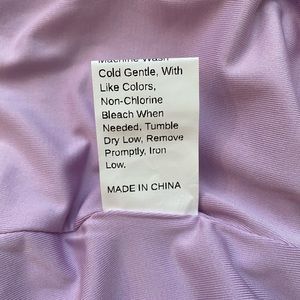 Machine Wash
Cold Gentle, With
Like Colors,
Non-Chlorine
Bleach When
Needed, Tumble
Dry Low, Remove
Promptly, Iron
Low.
MADE IN CHINA